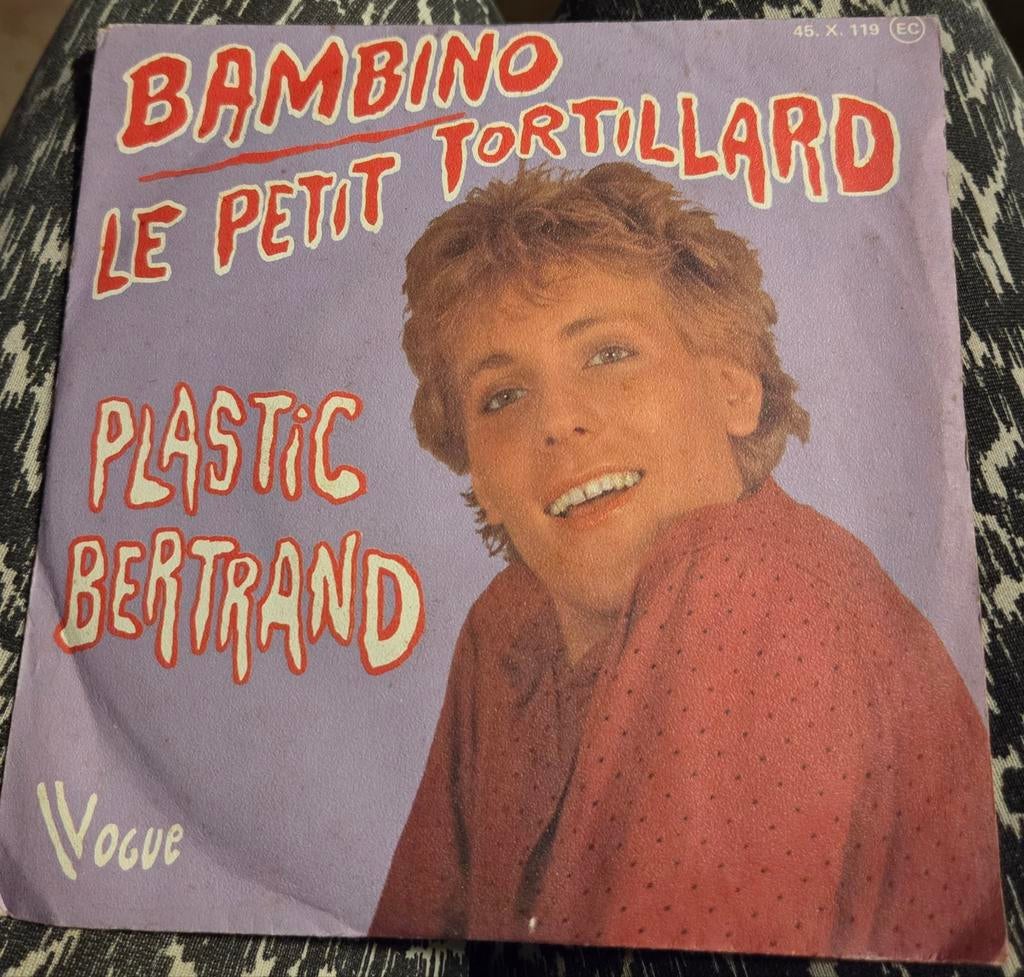 45. X. 119 EC
BAMBINO
LE PETIT TORTILLARD
PLASTIC
BERTRAND
VOGUE